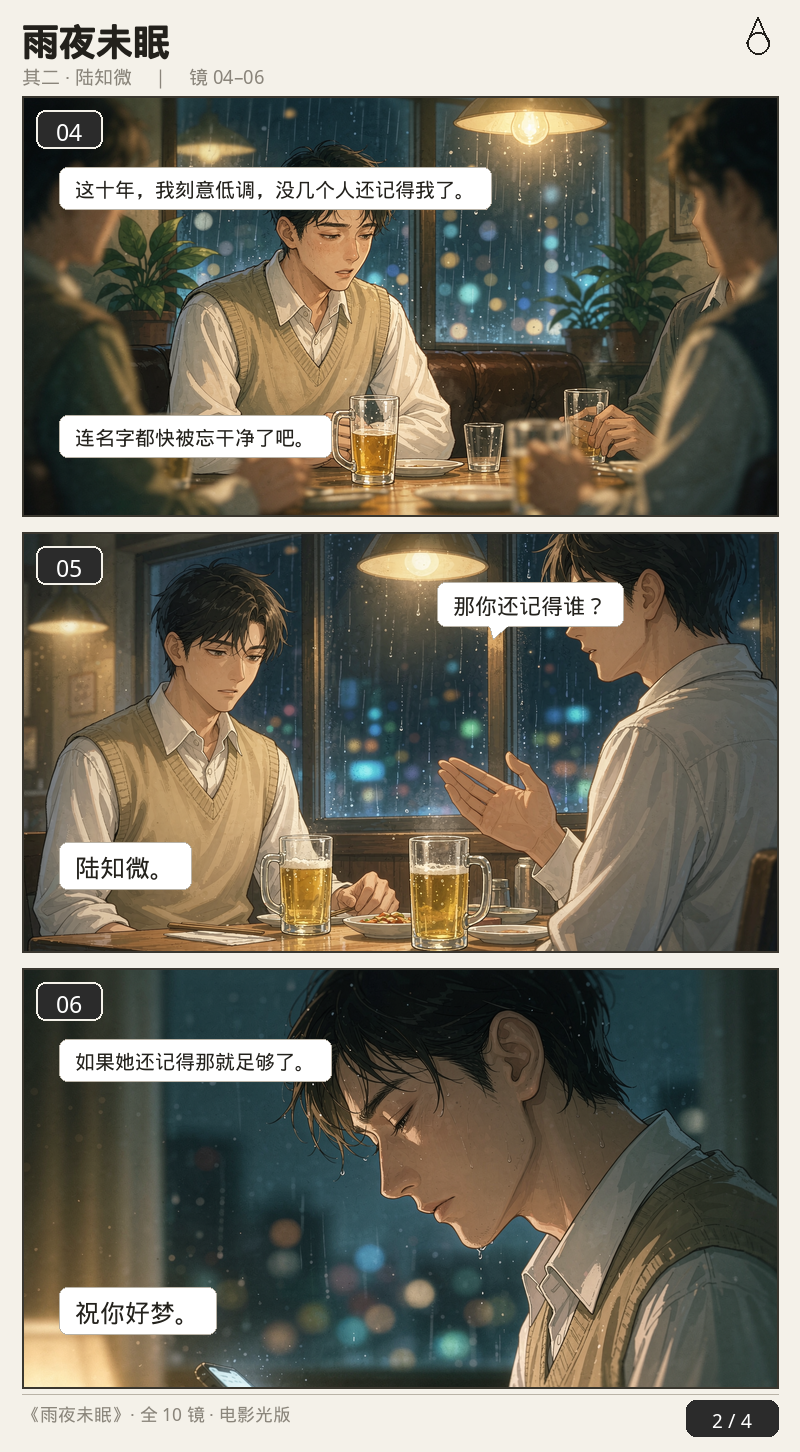 雨夜未眠
其二 · 陆知微 | 镜 04–06
04
这十年，我刻意低调，没几个人还记得我了。
连名字都快被忘干净了吧。
05
那你还记得谁？
陆知微。
06
如果她还记得那就足够了。
祝你好梦。
《雨夜未眠》· 全 10 镜 · 电影光版
2 / 4